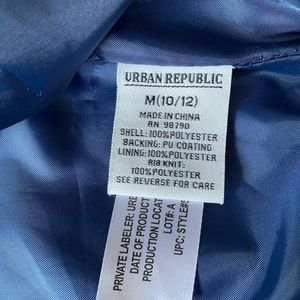 URBAN REPUBLIC
M(10/12)
MADE IN CHINA
RN 98790
SHELL: 100%POLYESTER
BACKING: PU COATING
LINING: 100%POLYESTER
RIB KNIT:
100%POLYESTER
SEE REVERSE FOR CARE
PRIVATE LABELER: URB
DATE OF PRODUCT
PRODUCTION LOCAT
LOT#: A
UPC: STYLE#